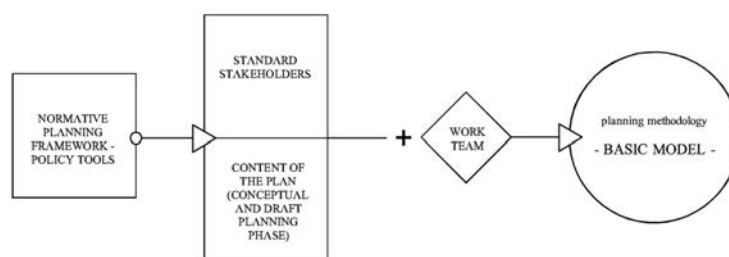 NORMATIVE
PLANNING
FRAMEWORK -
POLICY TOOLS
STANDARD
STAKEHOLDERS
CONTENT OF
THE PLAN
(CONCEPTUAL
AND DRAFT
PLANNING
PHASE)
+
WORK
TEAM
planning methodology
- BASIC MODEL -